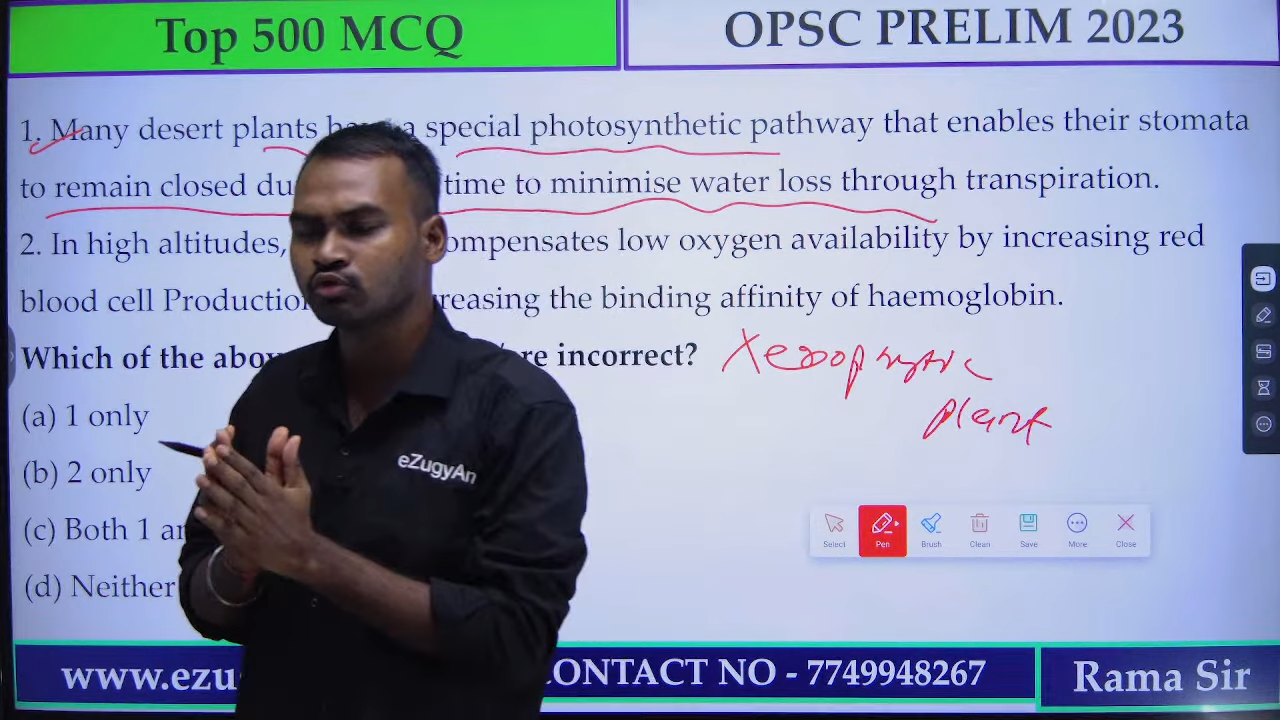 Top 500 MCQ
OPSC PRELIM 2023
1. Many desert plants have a special photosynthetic pathway that enables their stomata
to remain closed du time to minimise water loss through transpiration.
2. In high altitudes, ompensates low oxygen availability by increasing red
blood cell Productio reasing the binding affinity of haemoglobin.
Which of the abov re incorrect?
Xerophytic
plant
(a) 1 only
(b) 2 only
(c) Both 1 an
(d) Neither
eZugyAn
Select
Pen
Brush
Clean
Save
More
Close
www.ezu ONTACT NO - 7749948267
Rama Sir